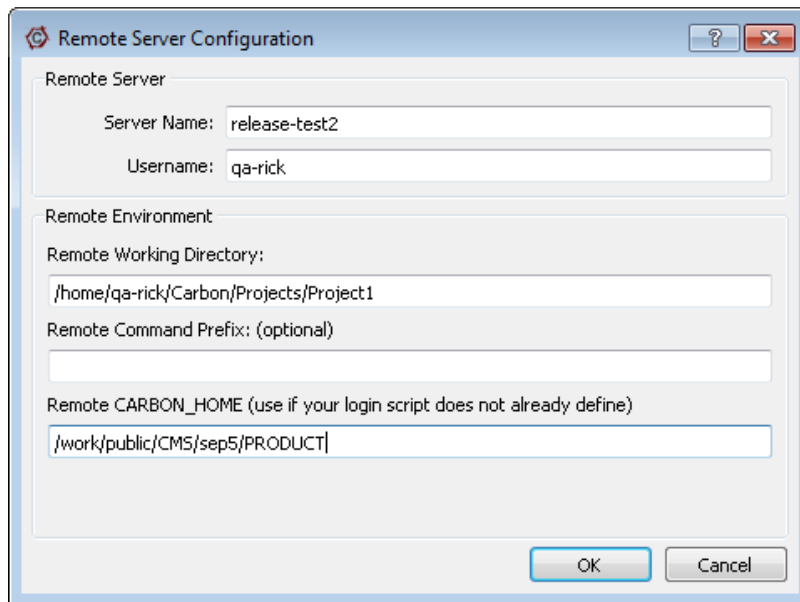 Remote Server Configuration
Remote Server
Server Name: release-test2
Username: qa-rick
Remote Environment
Remote Working Directory:
/home/qa-rick/Carbon/Projects/Project1
Remote Command Prefix: (optional)
Remote CARBON_HOME (use if your login script does not already define)
/work/public/CMS/sep5/PRODUCT
OK Cancel